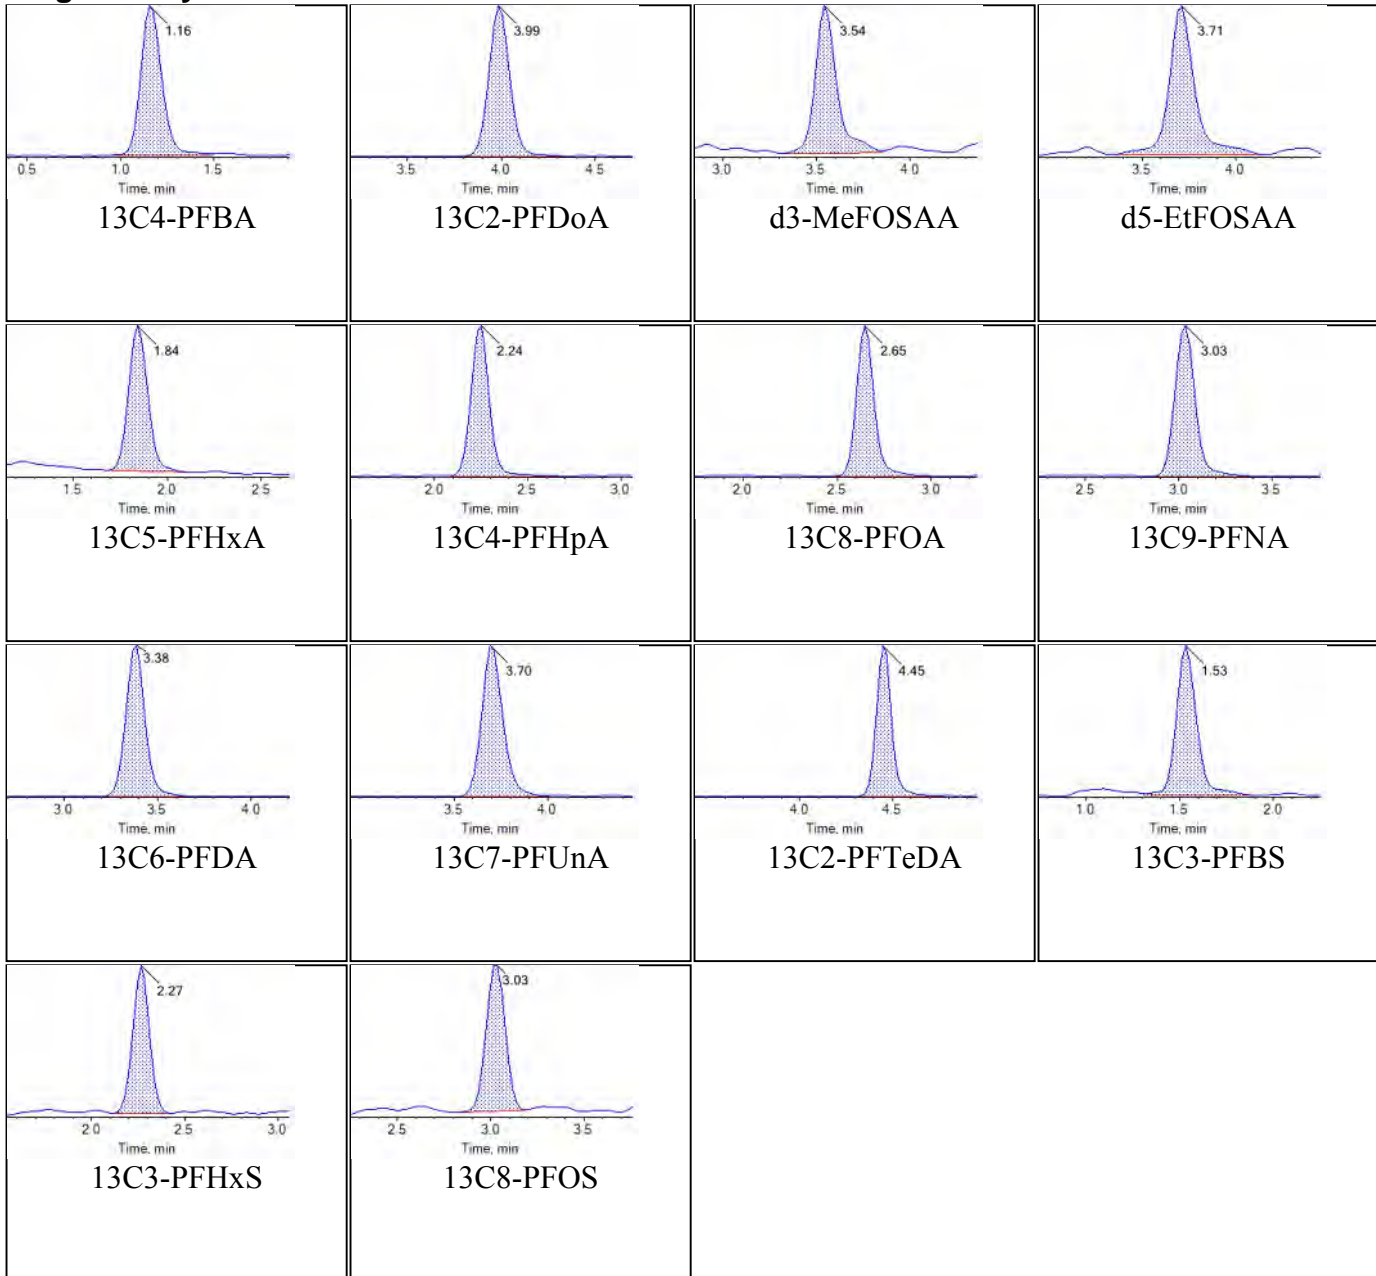 1.16
0.5 1.0 1.5
Time, min
13C4-PFBA
3.99
3.5 4.0 4.5
Time, min
13C2-PFDoA
3.54
3.0 3.5 4.0
Time, min
d3-MeFOSAA
3.71
3.5 4.0
Time, min
d5-EtFOSAA
1.84
1.5 2.0 2.5
Time, min
13C5-PFHxA
2.24
2.0 2.5 3.0
Time, min
13C4-PFHpA
2.65
2.0 2.5 3.0
Time, min
13C8-PFOA
3.03
2.5 3.0 3.5
Time, min
13C9-PFNA
3.38
3.0 3.5 4.0
Time, min
13C6-PFDA
3.70
3.5 4.0
Time, min
13C7-PFUnA
4.45
4.0 4.5
Time, min
13C2-PFTeDA
1.53
1.0 1.5 2.0
Time, min
13C3-PFBS
2.27
2.0 2.5 3.0
Time, min
13C3-PFHxS
3.03
2.5 3.0 3.5
Time, min
13C8-PFOS